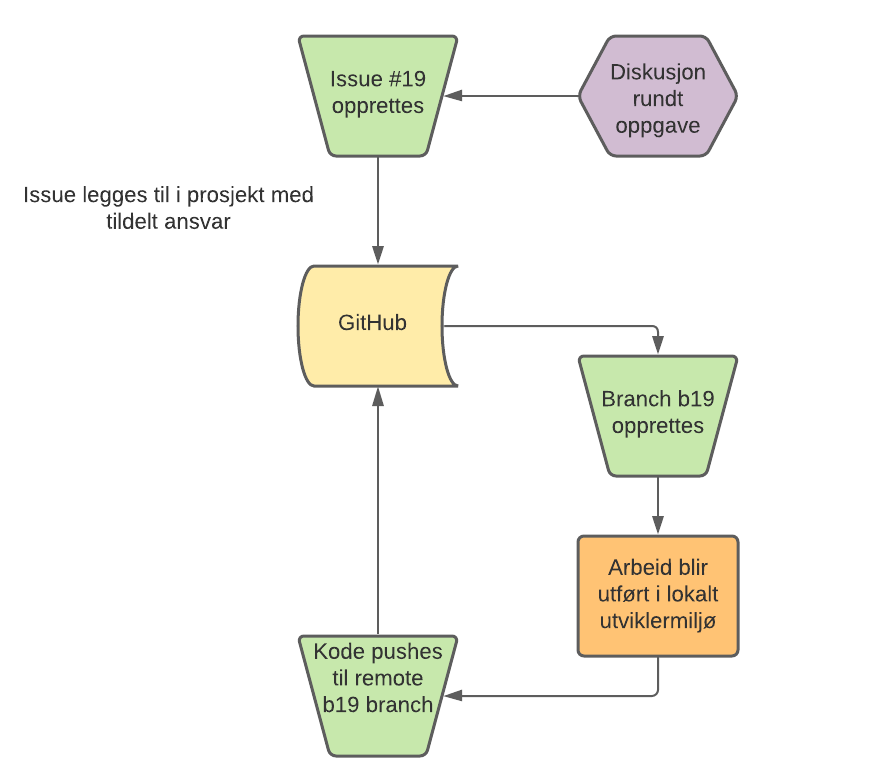 Issue #19
opprettes
Diskusjon
rundt
oppgave
Issue legges til i prosjekt med
tildelt ansvar
GitHub
Branch b19
opprettes
Arbeid blir
utført i lokalt
utviklermiljø
Kode pushes
til remote
b19 branch